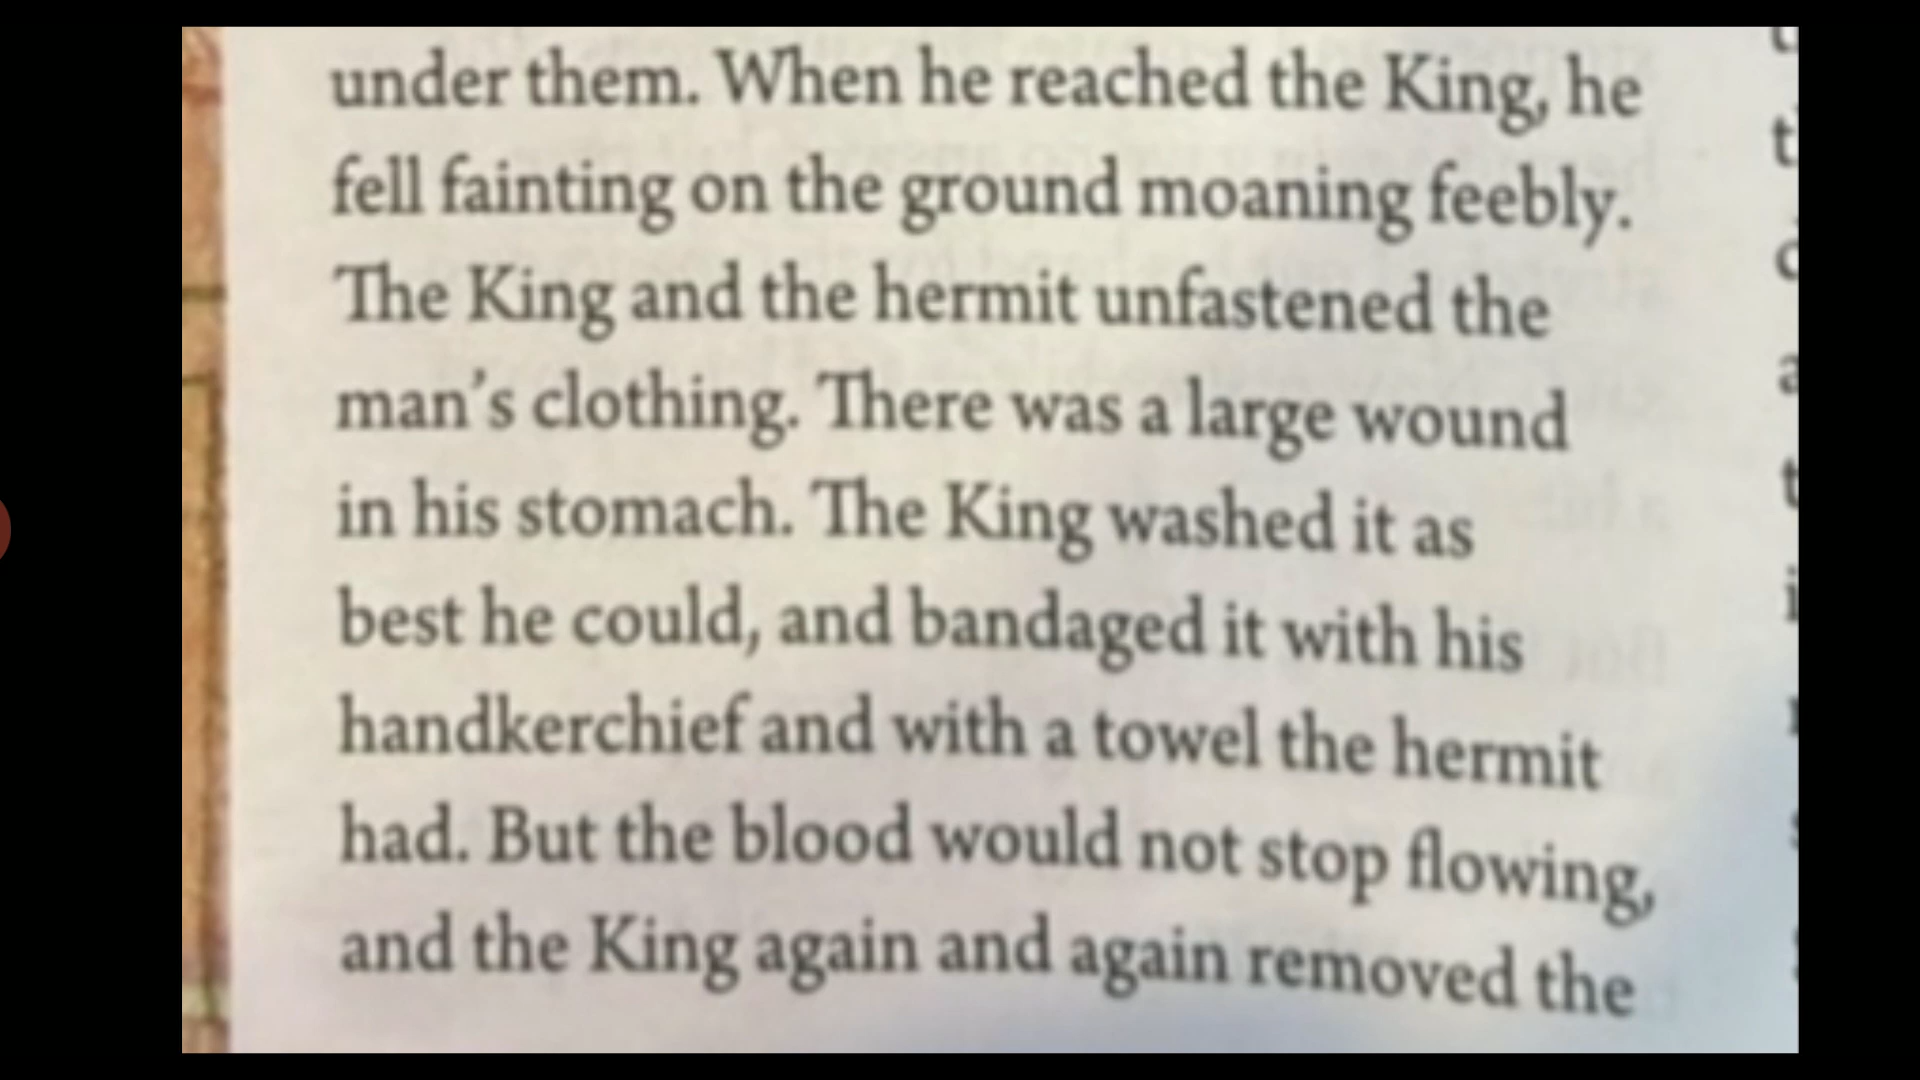 under them. When he reached the King, he
fell fainting on the ground moaning feebly.
The King and the hermit unfastened the
man’s clothing. There was a large wound
in his stomach. The King washed it as
best he could, and bandaged it with his
handkerchief and with a towel the hermit
had. But the blood would not stop flowing,
and the King again and again removed the